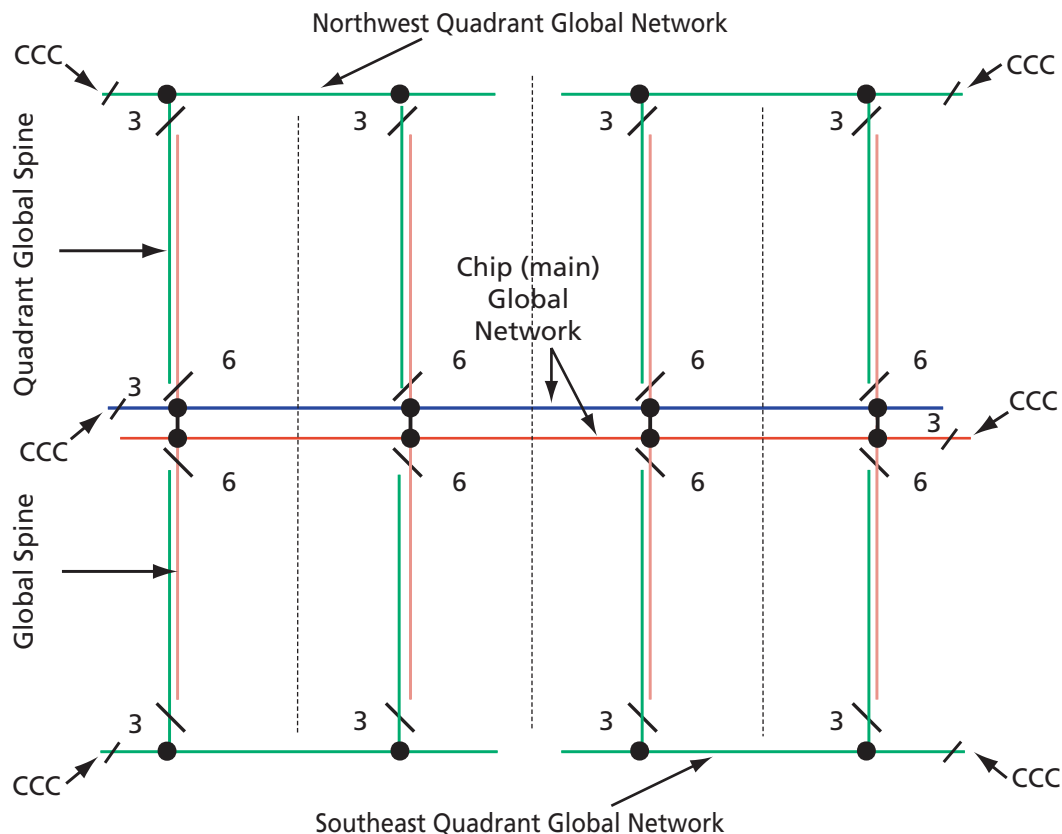 Northwest Quadrant Global Network
CCC
CCC
3
3
3
3
Quadrant Global Spine
Chip (main)
Global
Network
6
6
6
6
3
CCC
3
CCC
6
6
6
6
Global Spine
3
3
3
3
CCC
CCC
Southeast Quadrant Global Network